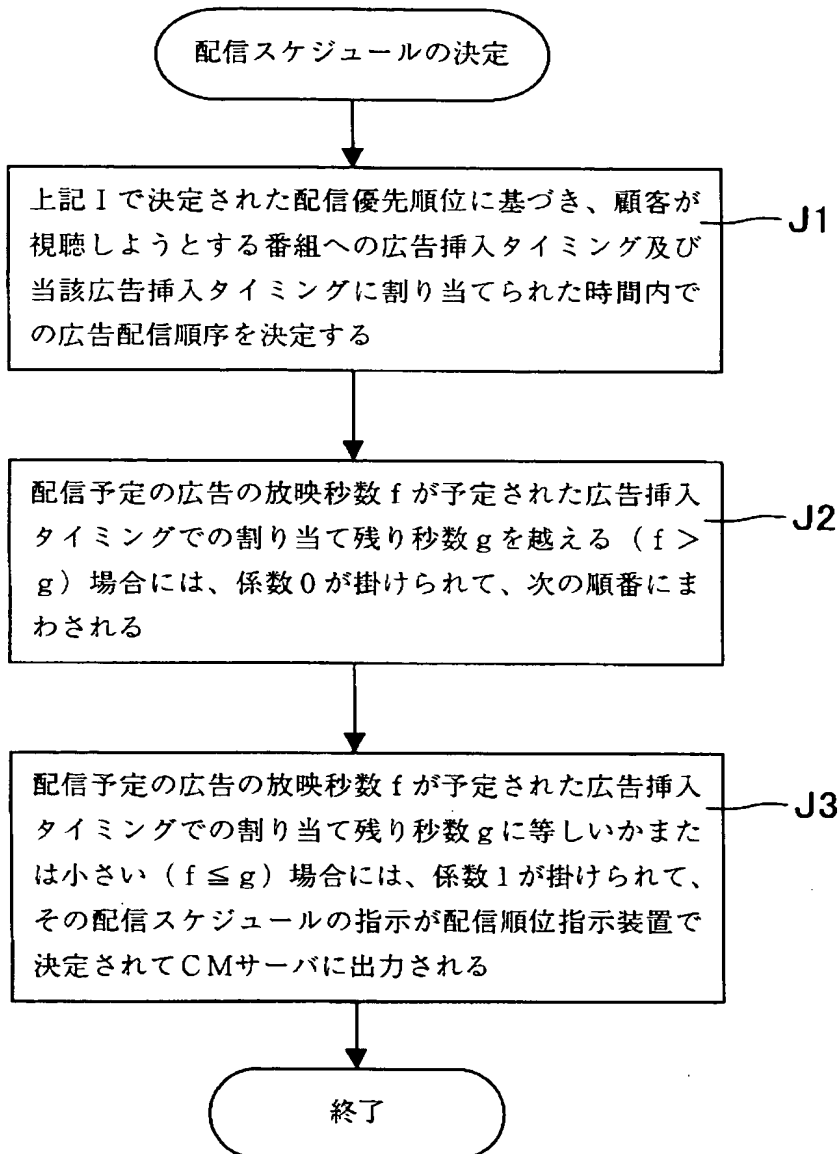 配信スケジュールの決定
上記Iで決定された配信優先順位に基づき、顧客が
視聴しようとする番組への広告挿入タイミング及び
当該広告挿入タイミングに割り当てられた時間内で
の広告配信順序を決定する
J1
配信予定の広告の放映秒数fが予定された広告挿入
タイミングでの割り当て残り秒数gを越える(f>
g)場合には、係数0が掛けられて、次の順番にま
わされる
J2
配信予定の広告の放映秒数fが予定された広告挿入
タイミングでの割り当て残り秒数gに等しいかまた
は小さい(f≦g)場合には、係数1が掛けられて、
その配信スケジュールの指示が配信順位指示装置で
決定されてCMサーバに出力される
J3
終了